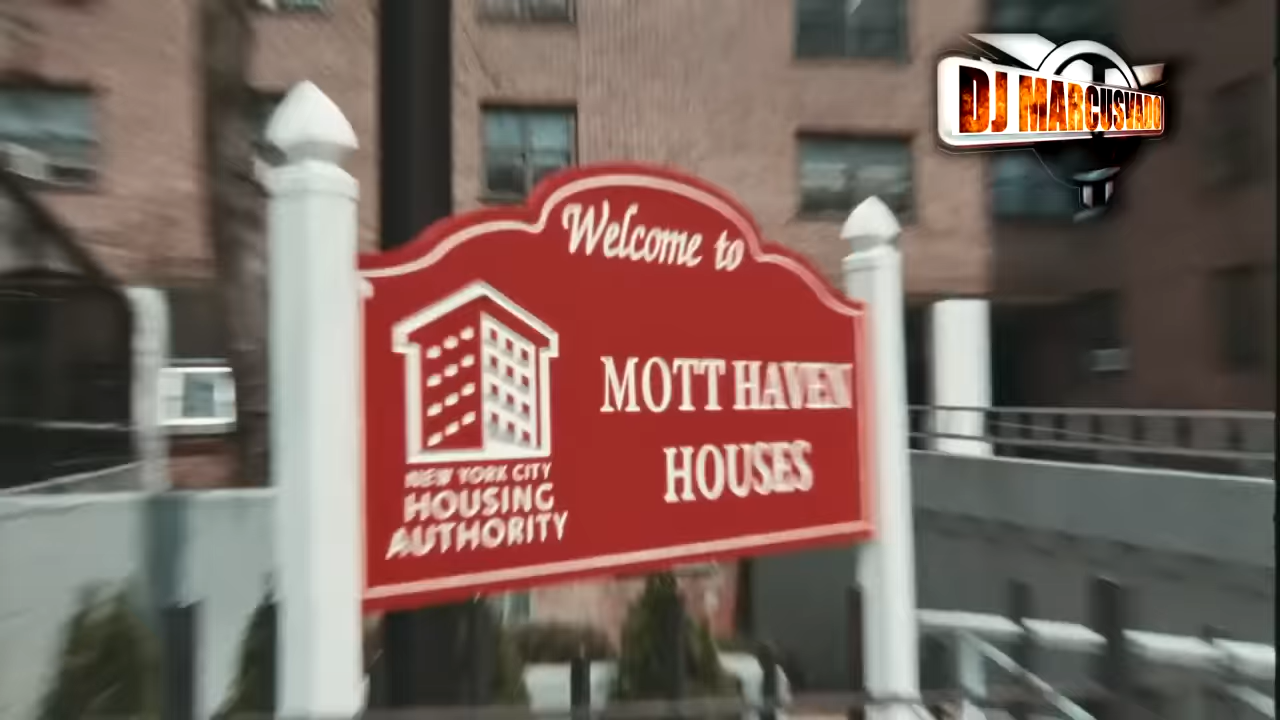 DJ MARCUSVADO
Welcome to
MOTT HAVEN
HOUSES
NEW YORK CITY
HOUSING
AUTHORITY